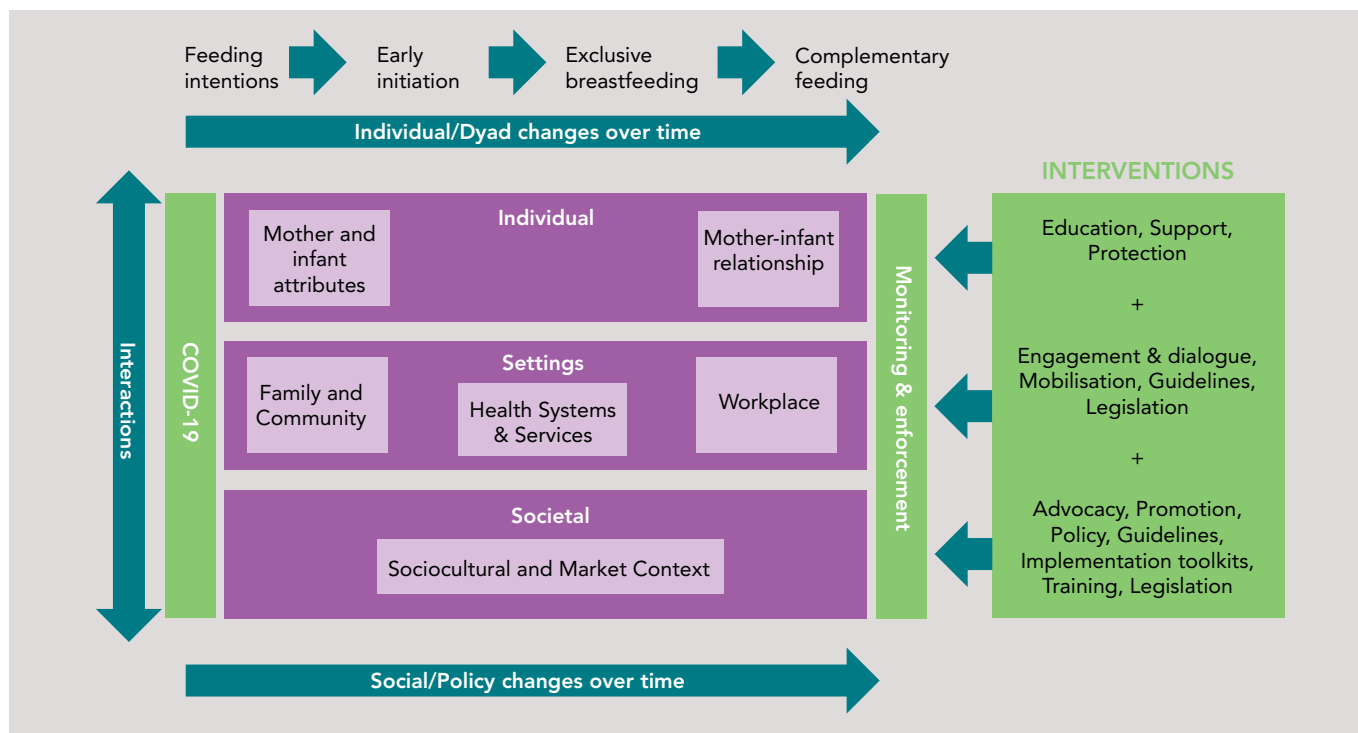 Feeding
intentions
Early
initiation
Exclusive
breastfeeding
Complementary
feeding
Individual/Dyad changes over time
Interactions
COVID-19
Individual
Mother and
infant
attributes
Mother-infant
relationship
Settings
Family and
Community
Health Systems
& Services
Workplace
Societal
Sociocultural and Market Context
Monitoring & enforcement
INTERVENTIONS
Education, Support,
Protection
+
Engagement & dialogue,
Mobilisation, Guidelines,
Legislation
+
Advocacy, Promotion,
Policy, Guidelines,
Implementation toolkits,
Training, Legislation
Social/Policy changes over time